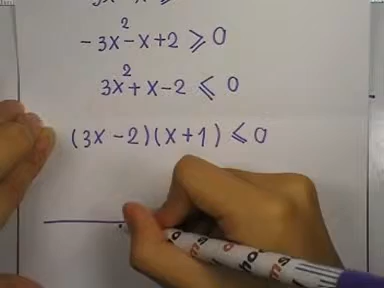 -3x²-x+2 ⩾ 0
3x²+x-2 ⩽ 0
(3x-2)(x+1) ⩽ 0